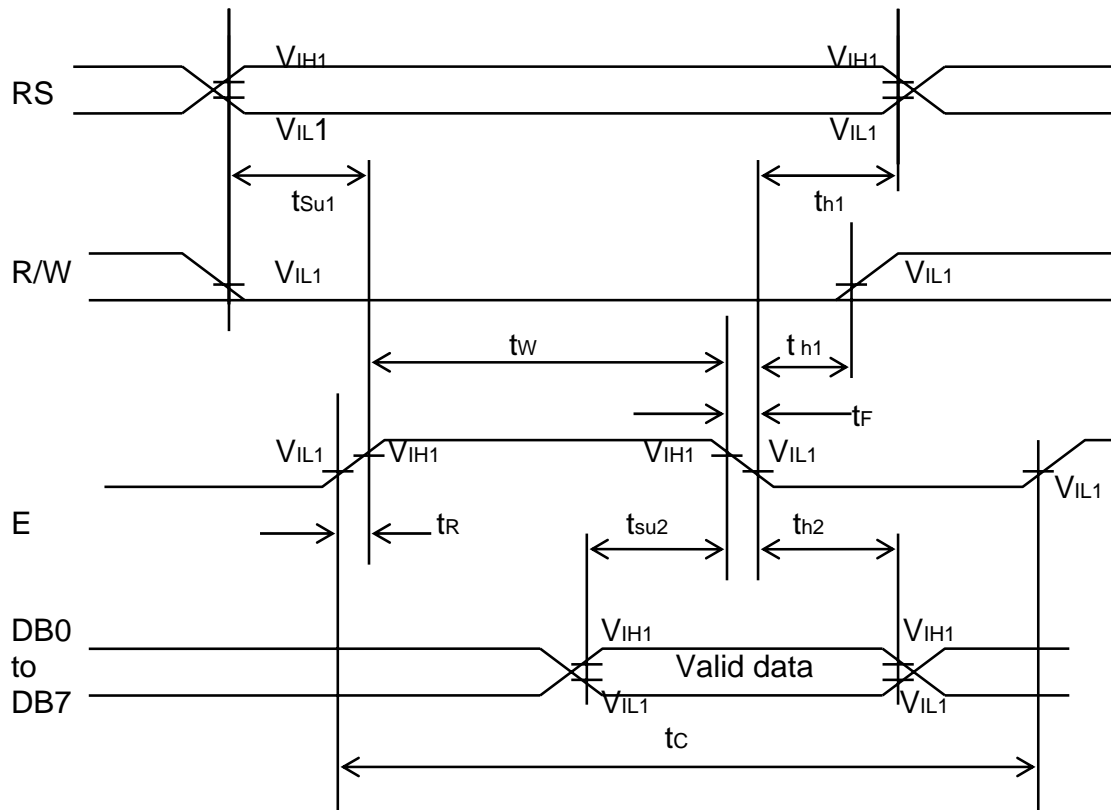 VIH1 VIH1
RS
VIL1 VIL1
tSu1 th1
R/W VIL1 VIL1
tW th1
tF
VIL1 VIH1 VIH1 VIL1 VIL1
E tR tsu2 th2
DB0 VIH1 VIH1
to Valid data
DB7 VIL1 VIL1
tC